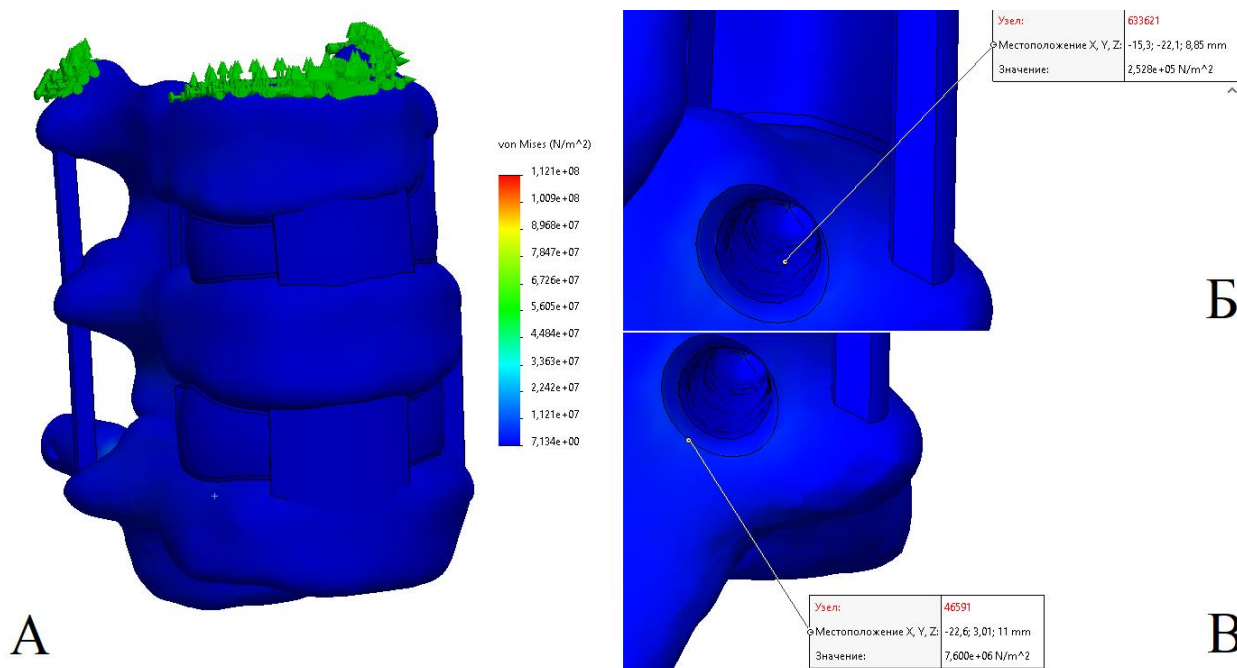 von Mises (N/m^2)
1,121e+08
1,009e+08
8,968e+07
7,847e+07
6,726e+07
5,605e+07
4,484e+07
3,363e+07
2,242e+07
1,121e+07
7,134e+00
А
Узел: 633621
Местоположение X, Y, Z: -15,3; -22,1; 8,85 mm
Значение: 2,528e+05 N/m^2
Б
Узел: 46591
Местоположение X, Y, Z: -22,6; 3,01; 11 mm
Значение: 7,600e+06 N/m^2
В